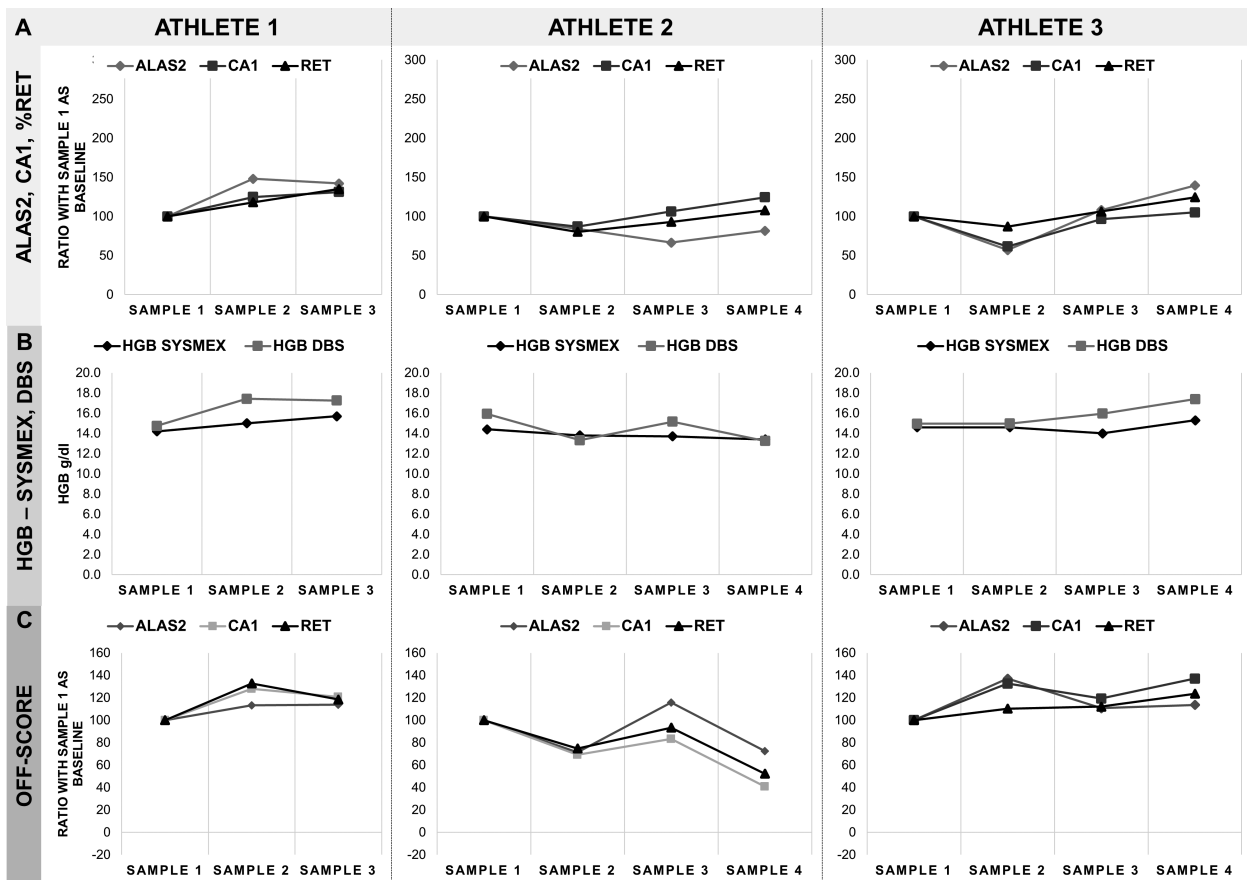 A ATHLETE 1 ATHLETE 2 ATHLETE 3
ALAS2, CA1, %RET
RATIO WITH SAMPLE 1 AS
BASELINE
ALAS2 CA1 RET
250
200
150
100
50
0
SAMPLE 1 SAMPLE 2 SAMPLE 3
ALAS2 CA1 RET
300
250
200
150
100
50
0
SAMPLE 1 SAMPLE 2 SAMPLE 3 SAMPLE 4
ALAS2 CA1 RET
300
250
200
150
100
50
0
SAMPLE 1 SAMPLE 2 SAMPLE 3 SAMPLE 4
B
HGB – SYSMEX, DBS
HGB g/dl
HGB SYSMEX HGB DBS
20.0
18.0
16.0
14.0
12.0
10.0
8.0
6.0
4.0
2.0
0.0
SAMPLE 1 SAMPLE 2 SAMPLE 3
HGB SYSMEX HGB DBS
20.0
18.0
16.0
14.0
12.0
10.0
8.0
6.0
4.0
2.0
0.0
SAMPLE 1 SAMPLE 2 SAMPLE 3 SAMPLE 4
HGB SYSMEX HGB DBS
20.0
18.0
16.0
14.0
12.0
10.0
8.0
6.0
4.0
2.0
0.0
SAMPLE 1 SAMPLE 2 SAMPLE 3 SAMPLE 4
C
OFF-SCORE
RATIO WITH SAMPLE 1 AS
BASELINE
ALAS2 CA1 RET
160
140
120
100
80
60
40
20
0
-20
SAMPLE 1 SAMPLE 2 SAMPLE 3
ALAS2 CA1 RET
160
140
120
100
80
60
40
20
0
-20
SAMPLE 1 SAMPLE 2 SAMPLE 3 SAMPLE 4
ALAS2 CA1 RET
160
140
120
100
80
60
40
20
0
-20
SAMPLE 1 SAMPLE 2 SAMPLE 3 SAMPLE 4